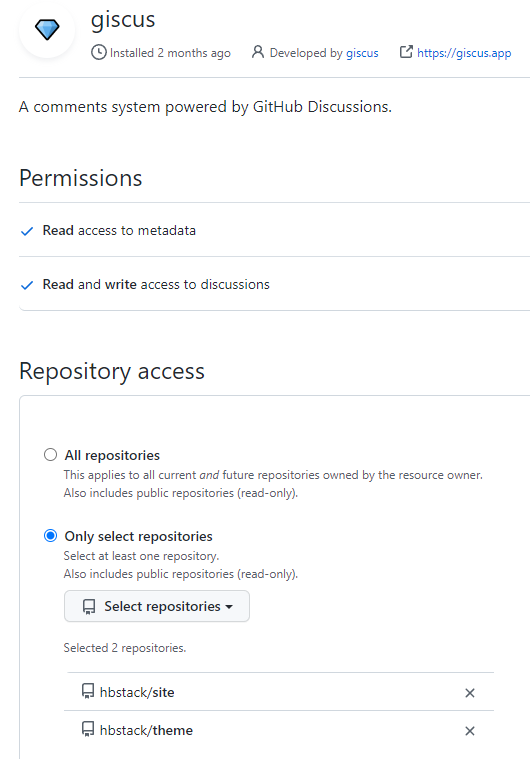 giscus
Installed 2 months ago Developed by giscus https://giscus.app
A comments system powered by GitHub Discussions.
Permissions
Read access to metadata
Read and write access to discussions
Repository access
All repositories
This applies to all current and future repositories owned by the resource owner.
Also includes public repositories (read-only).
Only select repositories
Select at least one repository.
Also includes public repositories (read-only).
Select repositories
Selected 2 repositories.
hbstack/site
hbstack/theme